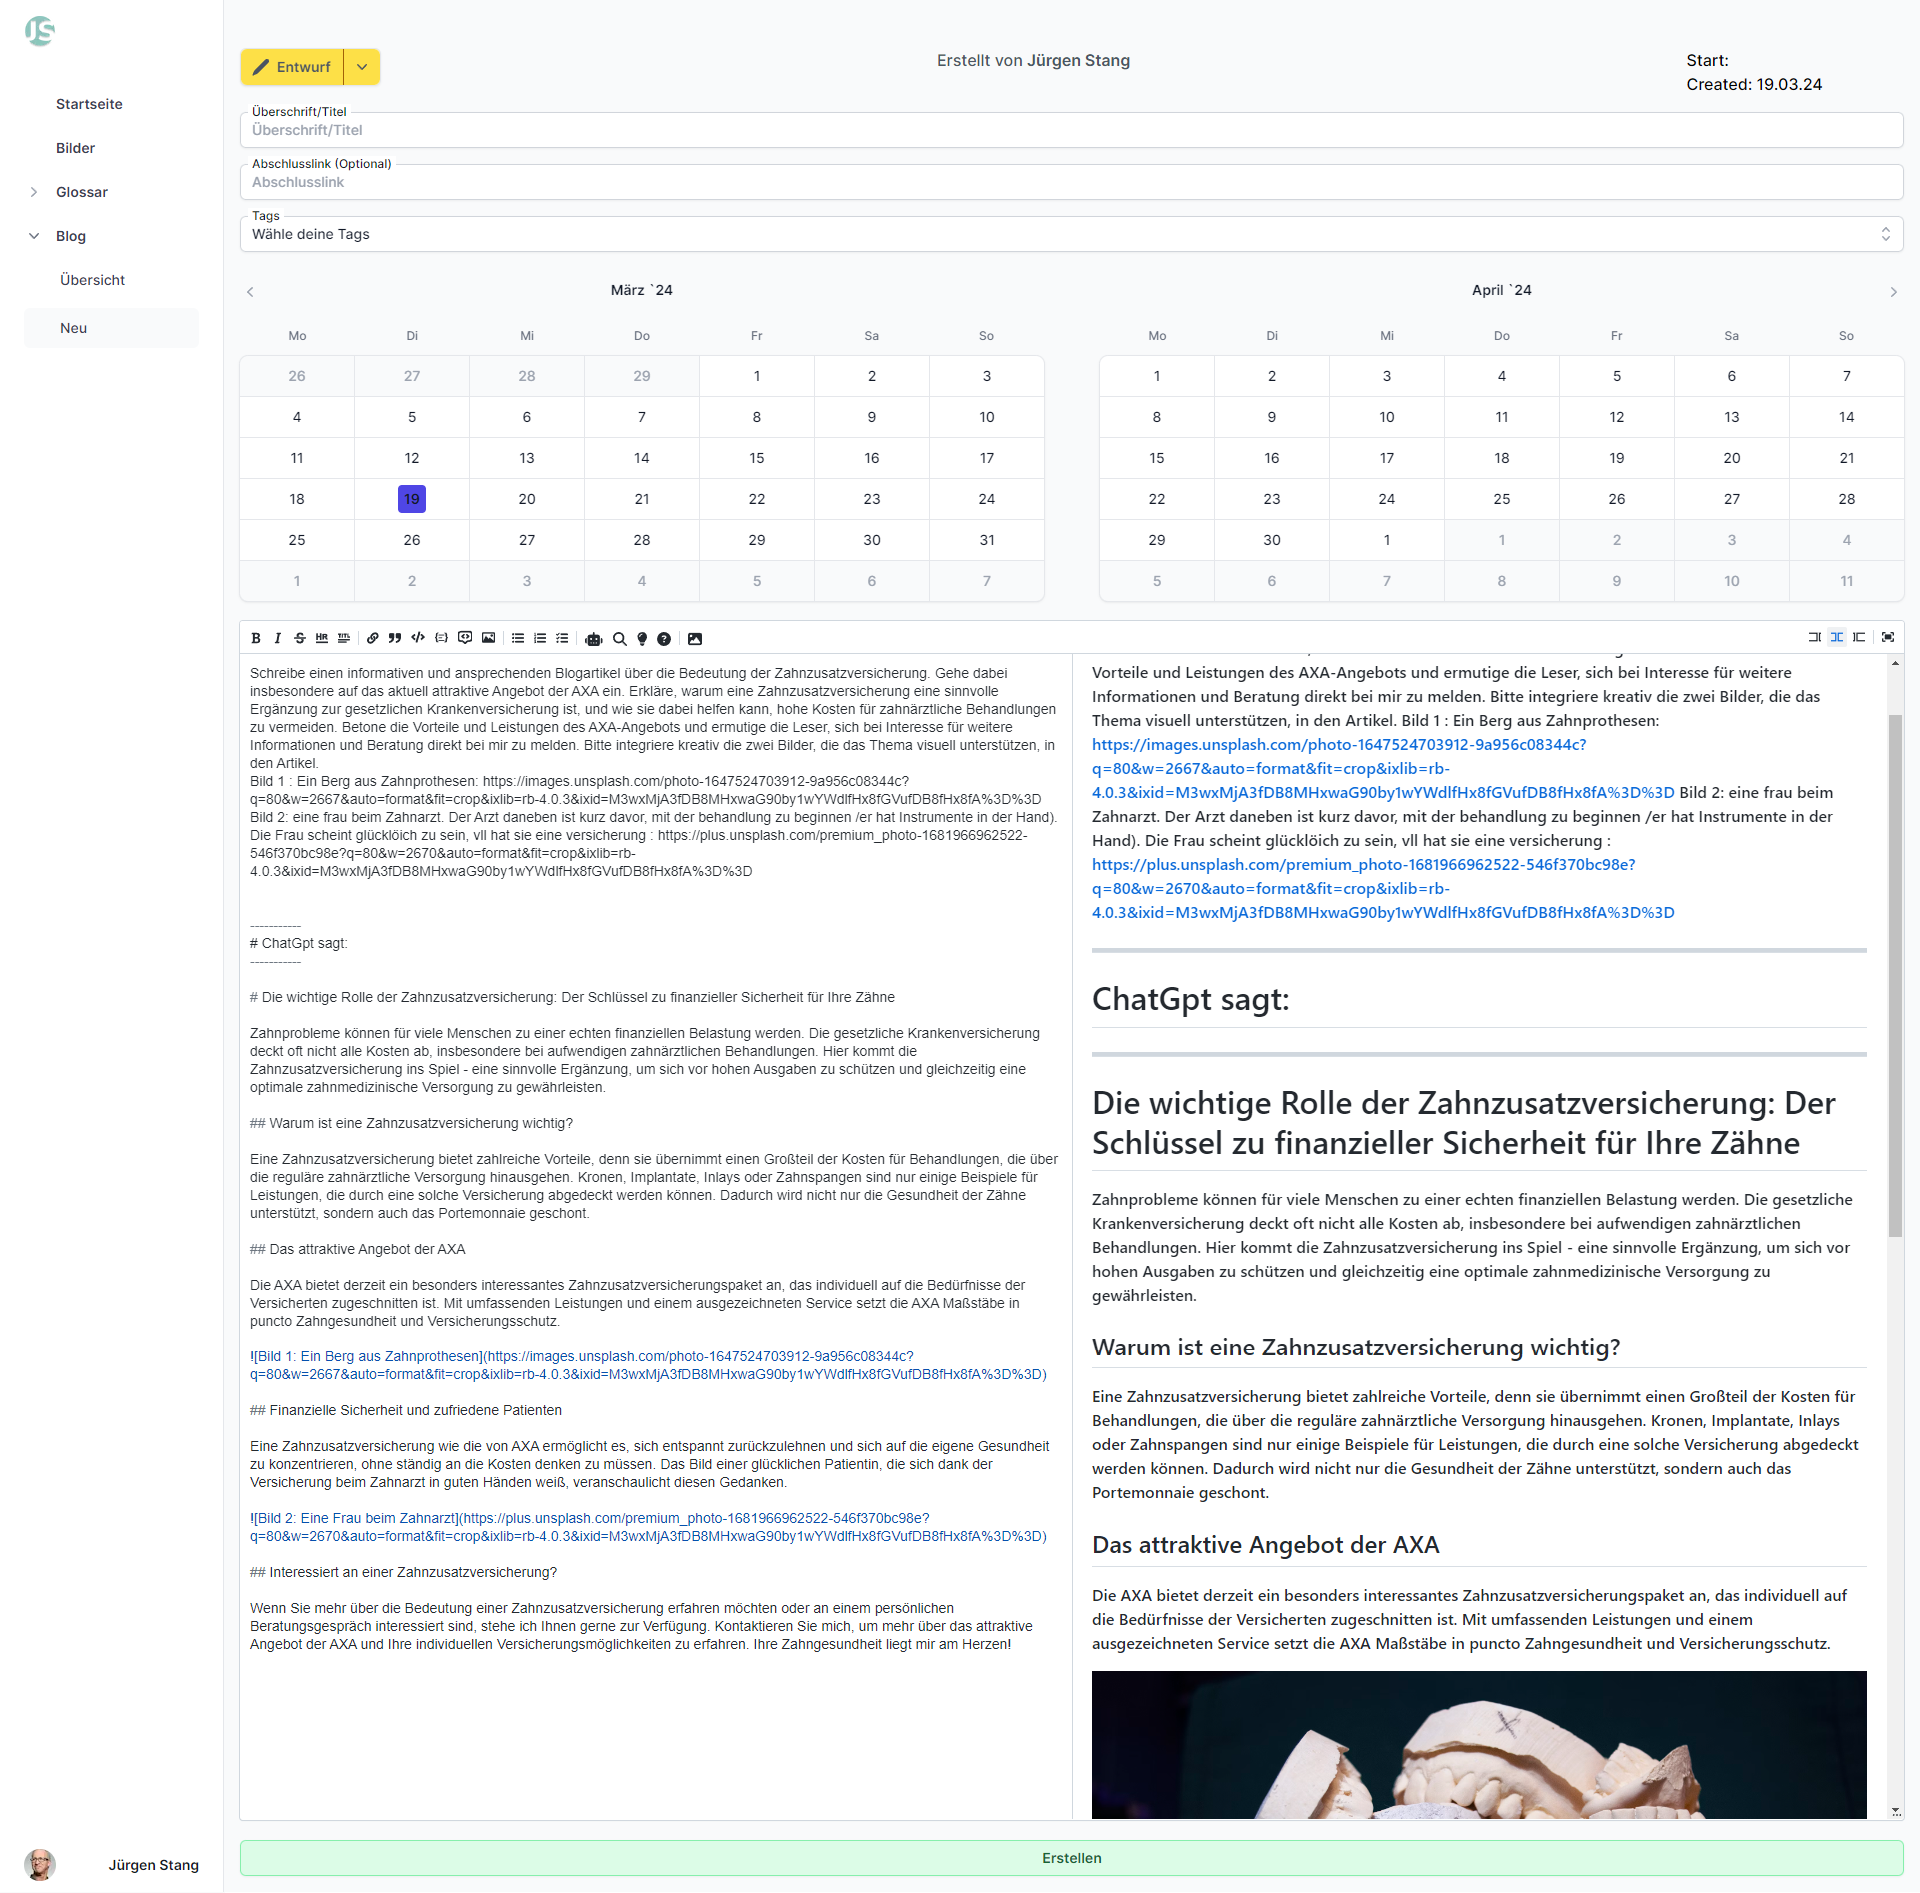 JS
Startseite
Bilder
Glossar
Blog
Übersicht
Neu
Jürgen Stang
Entwurf
Erstellt von Jürgen Stang
Start:
Created: 19.03.24
Überschrift/Titel
Überschrift/Titel
Abschlusslink (Optional)
Abschlusslink
Tags
Wähle deine Tags
März `24
Mo Di Mi Do Fr Sa So
26 27 28 29 1 2 3
4 5 6 7 8 9 10
11 12 13 14 15 16 17
18 19 20 21 22 23 24
25 26 27 28 29 30 31
1 2 3 4 5 6 7
April `24
Mo Di Mi Do Fr Sa So
1 2 3 4 5 6 7
8 9 10 11 12 13 14
15 16 17 18 19 20 21
22 23 24 25 26 27 28
29 30 1 1 2 3 4
5 6 7 8 9 10 11
B I S HR TITL
Schreibe einen informativen und ansprechenden Blogartikel über die Bedeutung der Zahnzusatzversicherung. Gehe dabei
insbesondere auf das aktuell attraktive Angebot der AXA ein. Erkläre, warum eine Zahnzusatzversicherung eine sinnvolle
Ergänzung zur gesetzlichen Krankenversicherung ist, und wie sie dabei helfen kann, hohe Kosten für zahnärztliche Behandlungen
zu vermeiden. Betone die Vorteile und Leistungen des AXA-Angebots und ermutige die Leser, sich bei Interesse für weitere
Informationen und Beratung direkt bei mir zu melden. Bitte integriere kreativ die zwei Bilder, die das Thema visuell unterstützen, in
den Artikel.
Bild 1 : Ein Berg aus Zahnprothesen: https://images.unsplash.com/photo-1647524703912-9a956c08344c?
q=80&w=2667&auto=format&fit=crop&ixlib=rb-4.0.3&ixid=M3wxMjA3fDB8MHxwaG90by1wYWdlfHx8fGVufDB8fHx8fA%3D%3D
Bild 2: eine frau beim Zahnarzt. Der Arzt daneben ist kurz davor, mit der behandlung zu beginnen /er hat Instrumente in der Hand).
Die Frau scheint glücklöich zu sein, vll hat sie eine versicherung : https://plus.unsplash.com/premium_photo-1681966962522-
546f370bc98e?q=80&w=2670&auto=format&fit=crop&ixlib=rb-
4.0.3&ixid=M3wxMjA3fDB8MHxwaG90by1wYWdlfHx8fGVufDB8fHx8fA%3D%3D
-----------
# ChatGpt sagt:
-----------
# Die wichtige Rolle der Zahnzusatzversicherung: Der Schlüssel zu finanzieller Sicherheit für Ihre Zähne
Zahnprobleme können für viele Menschen zu einer echten finanziellen Belastung werden. Die gesetzliche Krankenversicherung
deckt oft nicht alle Kosten ab, insbesondere bei aufwendigen zahnärztlichen Behandlungen. Hier kommt die
Zahnzusatzversicherung ins Spiel - eine sinnvolle Ergänzung, um sich vor hohen Ausgaben zu schützen und gleichzeitig eine
optimale zahnmedizinische Versorgung zu gewährleisten.
## Warum ist eine Zahnzusatzversicherung wichtig?
Eine Zahnzusatzversicherung bietet zahlreiche Vorteile, denn sie übernimmt einen Großteil der Kosten für Behandlungen, die über
die reguläre zahnärztliche Versorgung hinausgehen. Kronen, Implantate, Inlays oder Zahnspangen sind nur einige Beispiele für
Leistungen, die durch eine solche Versicherung abgedeckt werden können. Dadurch wird nicht nur die Gesundheit der Zähne
unterstützt, sondern auch das Portemonnaie geschont.
## Das attraktive Angebot der AXA
Die AXA bietet derzeit ein besonders interessantes Zahnzusatzversicherungspaket an, das individuell auf die Bedürfnisse der
Versicherten zugeschnitten ist. Mit umfassenden Leistungen und einem ausgezeichneten Service setzt die AXA Maßstäbe in
puncto Zahngesundheit und Versicherungsschutz.
![Bild 1: Ein Berg aus Zahnprothesen](https://images.unsplash.com/photo-1647524703912-9a956c08344c?
q=80&w=2667&auto=format&fit=crop&ixlib=rb-4.0.3&ixid=M3wxMjA3fDB8MHxwaG90by1wYWdlfHx8fGVufDB8fHx8fA%3D%3D)
## Finanzielle Sicherheit und zufriedene Patienten
Eine Zahnzusatzversicherung wie die von AXA ermöglicht es, sich entspannt zurückzulehnen und sich auf die eigene Gesundheit
zu konzentrieren, ohne ständig an die Kosten denken zu müssen. Das Bild einer glücklichen Patientin, die sich dank der
Versicherung beim Zahnarzt in guten Händen weiß, veranschaulicht diesen Gedanken.
![Bild 2: Eine Frau beim Zahnarzt](https://plus.unsplash.com/premium_photo-1681966962522-546f370bc98e?
q=80&w=2670&auto=format&fit=crop&ixlib=rb-4.0.3&ixid=M3wxMjA3fDB8MHxwaG90by1wYWdlfHx8fGVufDB8fHx8fA%3D%3D)
## Interessiert an einer Zahnzusatzversicherung?
Wenn Sie mehr über die Bedeutung einer Zahnzusatzversicherung erfahren möchten oder an einem persönlichen
Beratungsgespräch interessiert sind, stehe ich Ihnen gerne zur Verfügung. Kontaktieren Sie mich, um mehr über das attraktive
Angebot der AXA und Ihre individuellen Versicherungsmöglichkeiten zu erfahren. Ihre Zahngesundheit liegt mir am Herzen!
Vorteile und Leistungen des AXA-Angebots und ermutige die Leser, sich bei Interesse für weitere
Informationen und Beratung direkt bei mir zu melden. Bitte integriere kreativ die zwei Bilder, die das
Thema visuell unterstützen, in den Artikel. Bild 1 : Ein Berg aus Zahnprothesen:
https://images.unsplash.com/photo-1647524703912-9a956c08344c?
q=80&w=2667&auto=format&fit=crop&ixlib=rb-
4.0.3&ixid=M3wxMjA3fDB8MHxwaG90by1wYWdlfHx8fGVufDB8fHx8fA%3D%3D Bild 2: eine frau beim
Zahnarzt. Der Arzt daneben ist kurz davor, mit der behandlung zu beginnen /er hat Instrumente in der
Hand). Die Frau scheint glücklöich zu sein, vll hat sie eine versicherung :
https://plus.unsplash.com/premium_photo-1681966962522-546f370bc98e?
q=80&w=2670&auto=format&fit=crop&ixlib=rb-
4.0.3&ixid=M3wxMjA3fDB8MHxwaG90by1wYWdlfHx8fGVufDB8fHx8fA%3D%3D
ChatGpt sagt:
Die wichtige Rolle der Zahnzusatzversicherung: Der
Schlüssel zu finanzieller Sicherheit für Ihre Zähne
Zahnprobleme können für viele Menschen zu einer echten finanziellen Belastung werden. Die gesetzliche
Krankenversicherung deckt oft nicht alle Kosten ab, insbesondere bei aufwendigen zahnärztlichen
Behandlungen. Hier kommt die Zahnzusatzversicherung ins Spiel - eine sinnvolle Ergänzung, um sich vor
hohen Ausgaben zu schützen und gleichzeitig eine optimale zahnmedizinische Versorgung zu
gewährleisten.
Warum ist eine Zahnzusatzversicherung wichtig?
Eine Zahnzusatzversicherung bietet zahlreiche Vorteile, denn sie übernimmt einen Großteil der Kosten für
Behandlungen, die über die reguläre zahnärztliche Versorgung hinausgehen. Kronen, Implantate, Inlays
oder Zahnspangen sind nur einige Beispiele für Leistungen, die durch eine solche Versicherung abgedeckt
werden können. Dadurch wird nicht nur die Gesundheit der Zähne unterstützt, sondern auch das
Portemonnaie geschont.
Das attraktive Angebot der AXA
Die AXA bietet derzeit ein besonders interessantes Zahnzusatzversicherungspaket an, das individuell auf
die Bedürfnisse der Versicherten zugeschnitten ist. Mit umfassenden Leistungen und einem
ausgezeichneten Service setzt die AXA Maßstäbe in puncto Zahngesundheit und Versicherungsschutz.
Erstellen